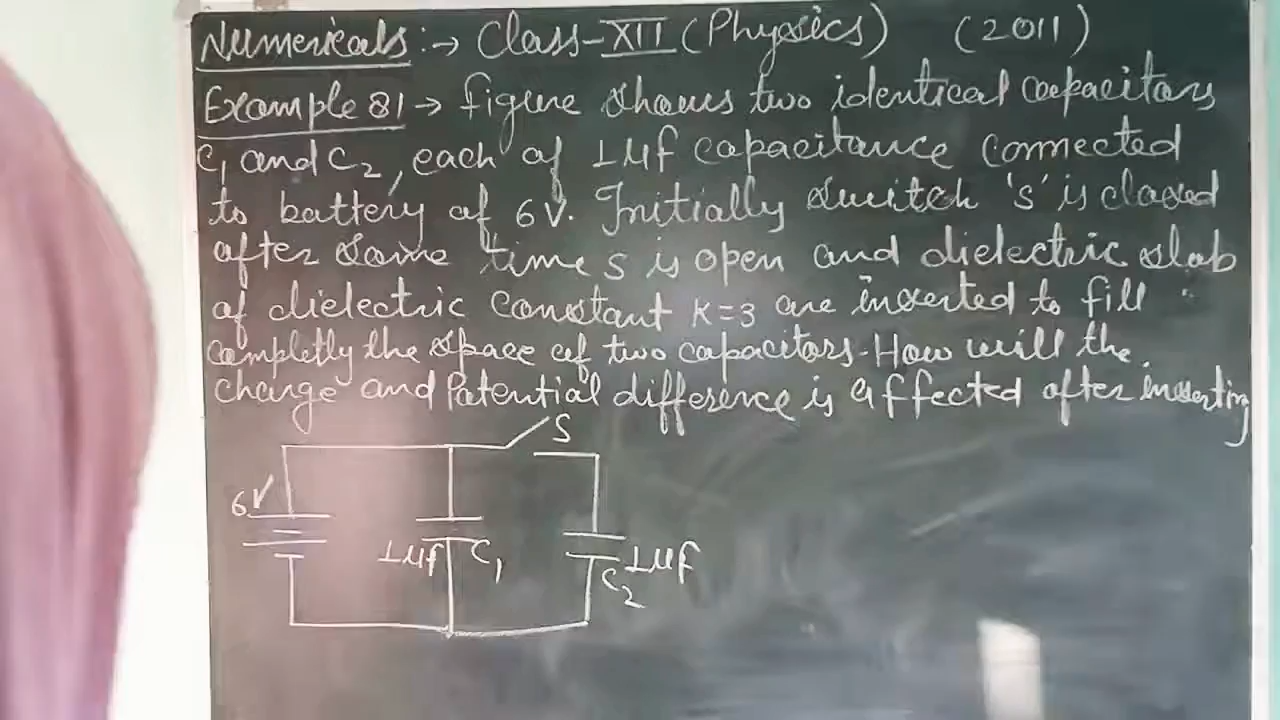 Numericals:→ Class-XII (Physics) (2011)
Example 81 → figure shows two identical capacitors
C₁ and C₂, each of 1μf capacitance connected
to battery of 6V. Initially switch 's' is closed
after some time s is open and dielectric slab
of dielectric constant K=3 are inserted to fill
completly the space of two capacitors. How will the
charge and Potential difference is affected after inserting
S
6V
1μf C₁
1μf
C₂